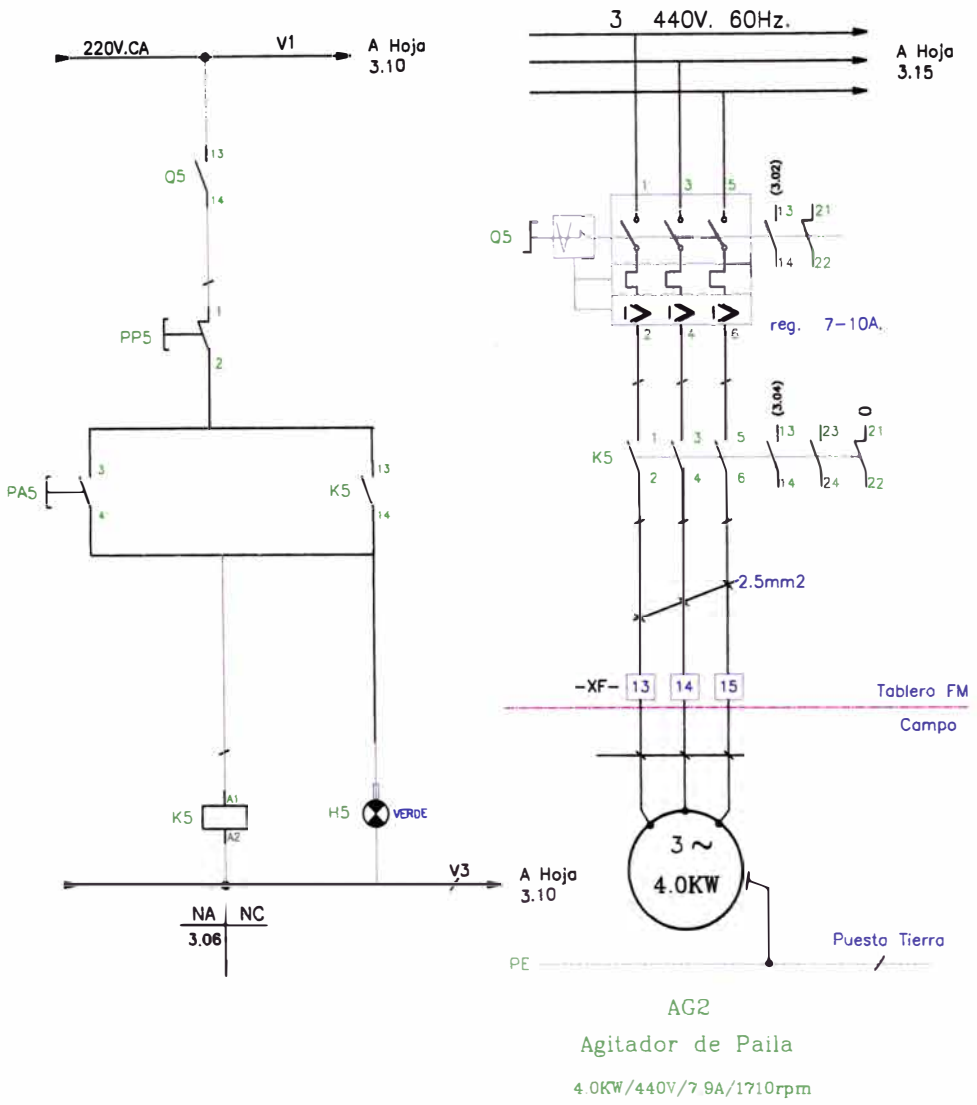 220V.CA
V1
A Hoja
3.10
Q5
13
14
PP5
1
2
PA5
3
4
K5
13
14
K5
A1
A2
H5
VERDE
V3
A Hoja
3.10
NA
NC
3.06
3 440V. 60Hz.
A Hoja
3.15
Q5
1
3
5
(3.02)
13
21
14
22
I>
I>
I>
reg. 7-10A.
2
4
6
K5
1
3
5
(3.04)
13
23
0
21
2
4
6
14
24
22
2.5mm2
-XF-
13
14
15
Tablero FM
Campo
3 ~
4.0KW
Puesta Tierra
PE
AG2
Agitador de Paila
4.0KW/440V/7.9A/1710rpm